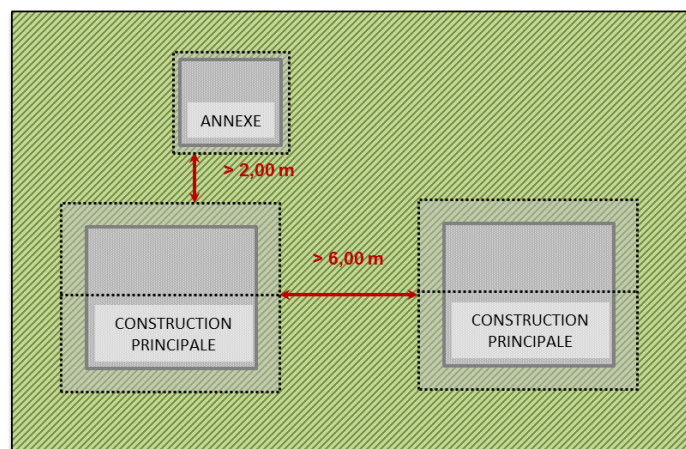 ANNEXE
> 2,00 m
> 6,00 m
CONSTRUCTION
PRINCIPALE
CONSTRUCTION
PRINCIPALE